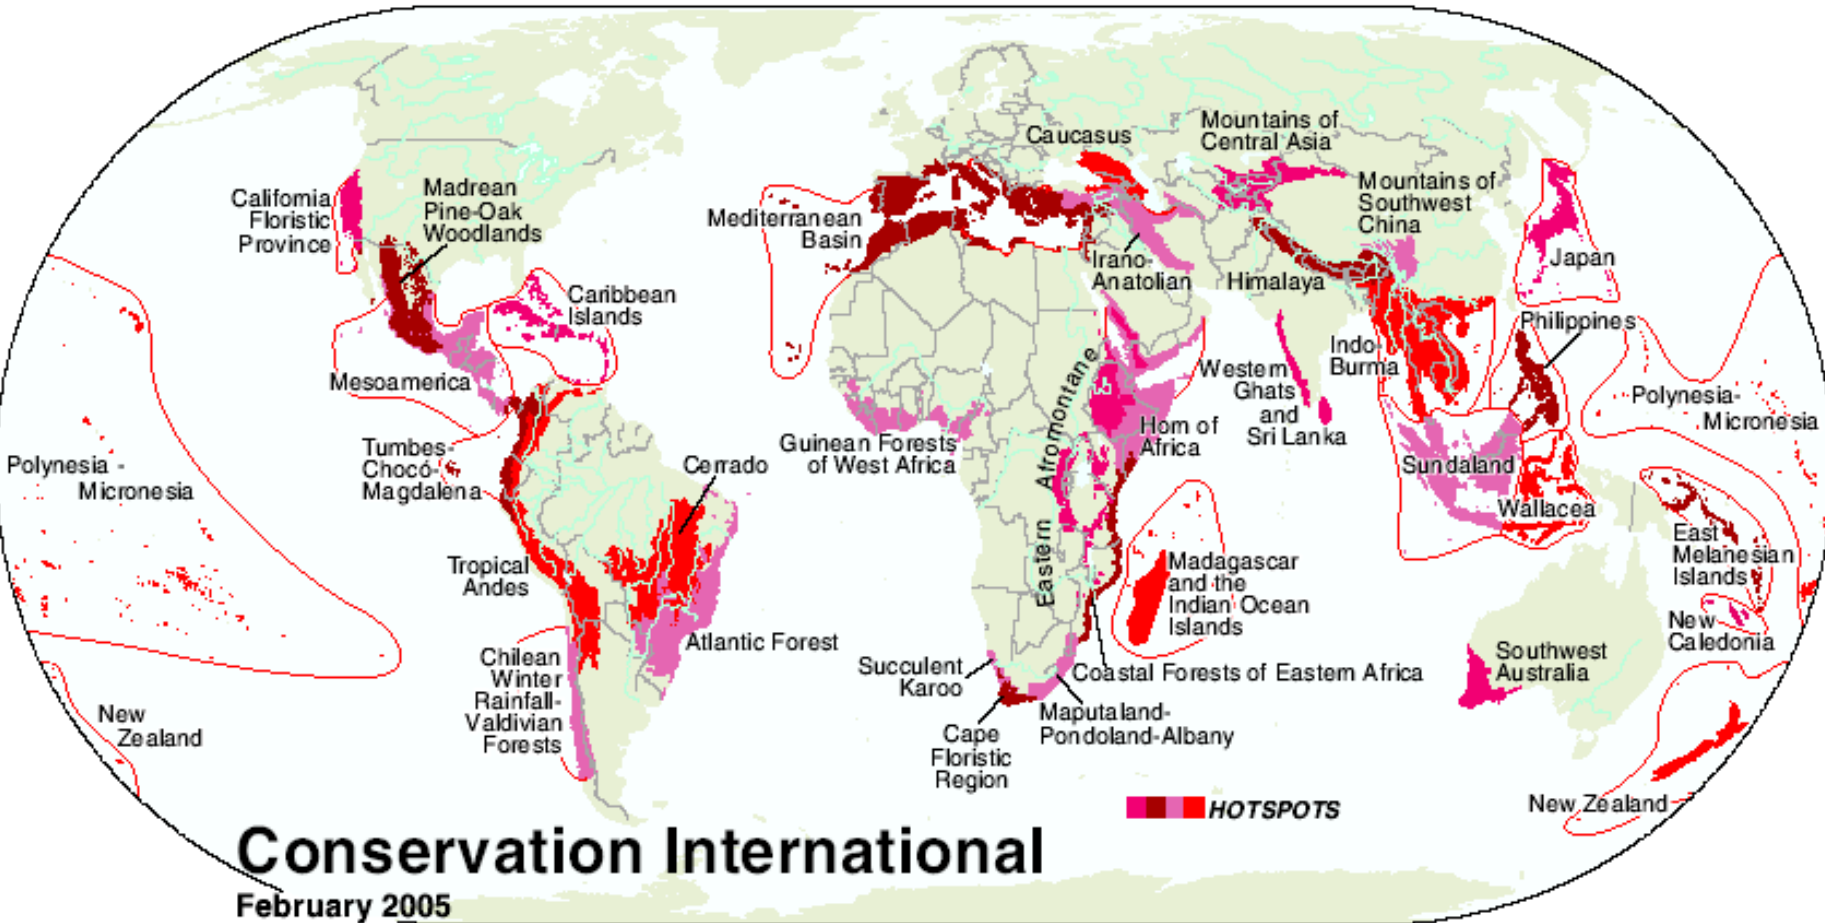 Caucasus
Mountains of
Central Asia
California
Floristic
Province
Madrean
Pine-Oak
Woodlands
Mediterranean
Basin
Mountains of
Southwest
China
Irano-
Anatolian
Himalaya
Japan
Caribbean
Islands
Philippines
Mesoamerica
Indo-
Burma
Western
Ghats
and
Sri Lanka
Polynesia-
Micronesia
Guinean Forests
of West Africa
Eastern Afromontane
Horn of
Africa
Tumbes-
Chocó-
Magdalena
Cerrado
Polynesia -
Micronesia
Sundaland
Wallacea
East
Melanesian
Islands
Tropical
Andes
Madagascar
and the
Indian Ocean
Islands
New
Caledonia
Atlantic Forest
Chilean
Winter
Rainfall-
Valdivian
Forests
Succulent
Karoo
Coastal Forests of Eastern Africa
Southwest
Australia
Maputaland-
Pondoland-Albany
Cape
Floristic
Region
New
Zealand
New Zealand
HOTSPOTS
Conservation International
February 2005